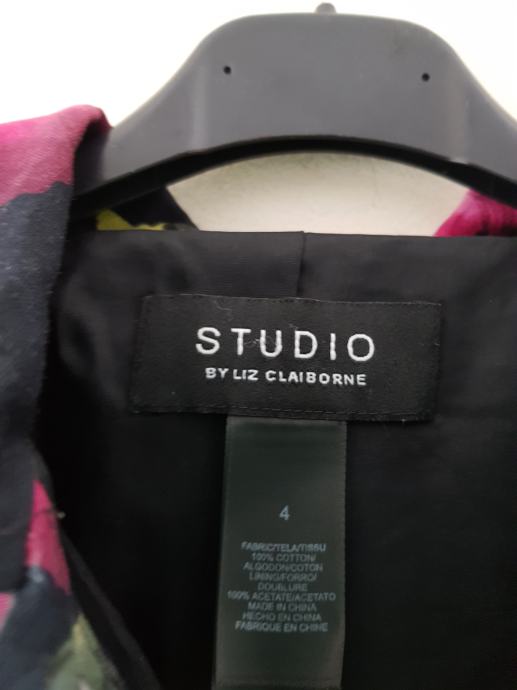 STUDIO
BY LIZ CLAIBORNE
4
FABRIC/TELA/TISSU
100% COTTON/
ALGODON/COTON
LINING/FORRO/
DOUBLURE
100% ACETATE/ACETATO
MADE IN CHINA
HECHO EN CHINA
FABRIQUE EN CHINE